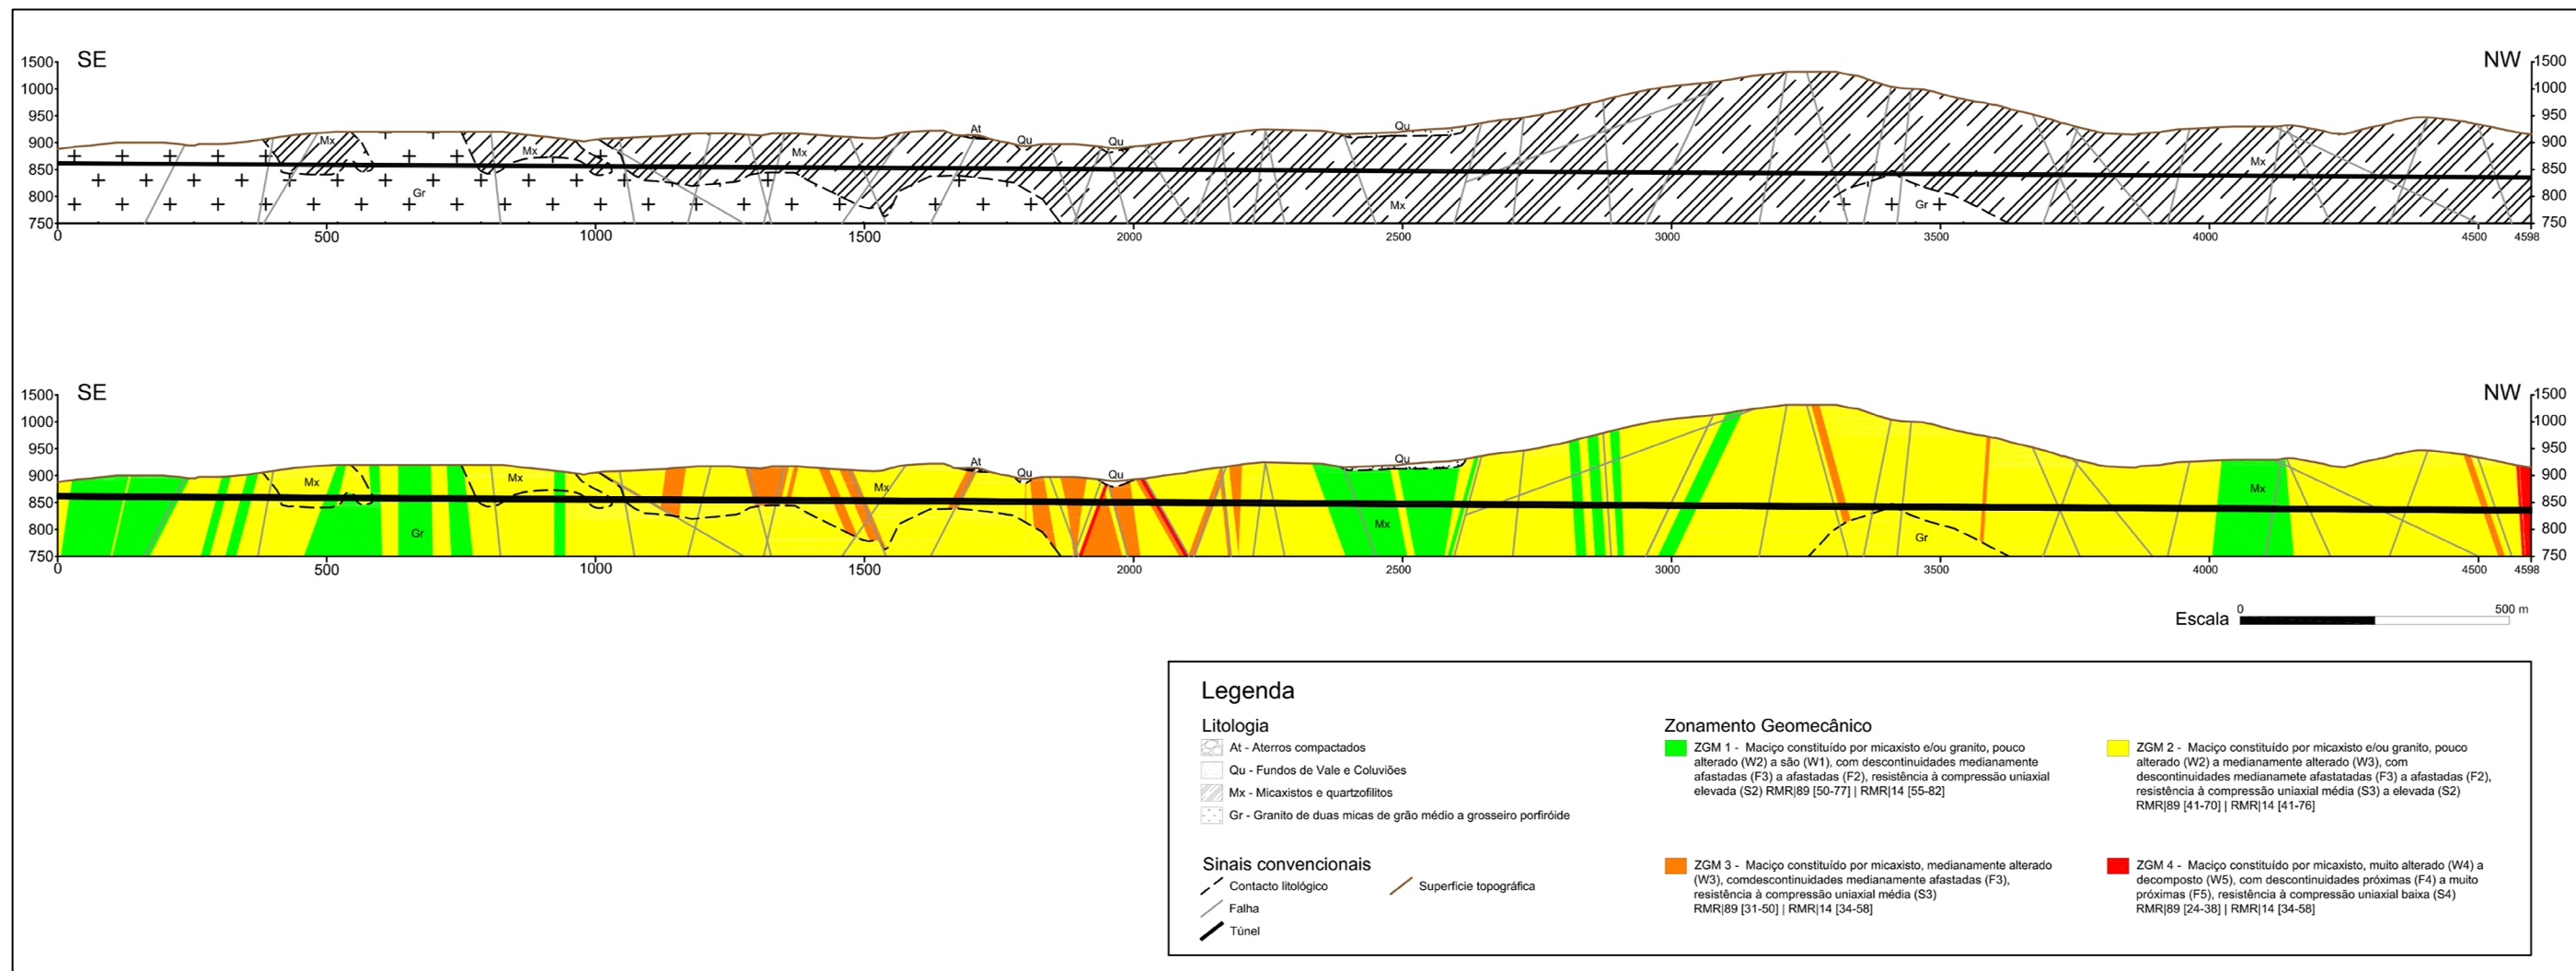 SE
NW
1500
1000
950
900
850
800
750
1500
1000
950
900
850
800
750
At
Qu
Qu
Qu
Mx
Mx
Mx
Mx
Mx
Gr
Gr
0
500
1000
1500
2000
2500
3000
3500
4000
4500
4598
SE
NW
1500
1000
950
900
850
800
750
1500
1000
950
900
850
800
750
At
Qu
Qu
Qu
Mx
Mx
Mx
Mx
Mx
Gr
Gr
0
500
1000
1500
2000
2500
3000
3500
4000
4500
4598
Escala
0
500 m
Legenda
Litologia
At - Aterros compactados
Qu - Fundos de Vale e Coluviões
Mx - Micaxistos e quartzofilitos
Gr - Granito de duas micas de grão médio a grosseiro porfiróide
Sinais convencionais
Contacto litológico
Falha
Túnel
Superficie topográfica
Zonamento Geomecânico
ZGM 1 - Maciço constituído por micaxisto e/ou granito, pouco
alterado (W2) a são (W1), com descontinuidades medianamente
afastadas (F3) a afastadas (F2), resistência à compressão uniaxial
elevada (S2) RMR|89 [50-77] | RMR|14 [55-82]
ZGM 2 - Maciço constituído por micaxisto e/ou granito, pouco
alterado (W2) a medianamente alterado (W3), com
descontinuidades medianamete afastatadas (F3) a afastadas (F2),
resistência à compressão uniaxial média (S3) a elevada (S2)
RMR|89 [41-70] | RMR|14 [41-76]
ZGM 3 - Maciço constituído por micaxisto, medianamente alterado
(W3), comdescontinuidades medianamente afastadas (F3),
resistência à compressão uniaxial média (S3)
RMR|89 [31-50] | RMR|14 [34-58]
ZGM 4 - Maciço constituído por micaxisto, muito alterado (W4) a
decomposto (W5), com descontinuidades próximas (F4) a muito
próximas (F5), resistência à compressão uniaxial baixa (S4)
RMR|89 [24-38] | RMR|14 [34-58]